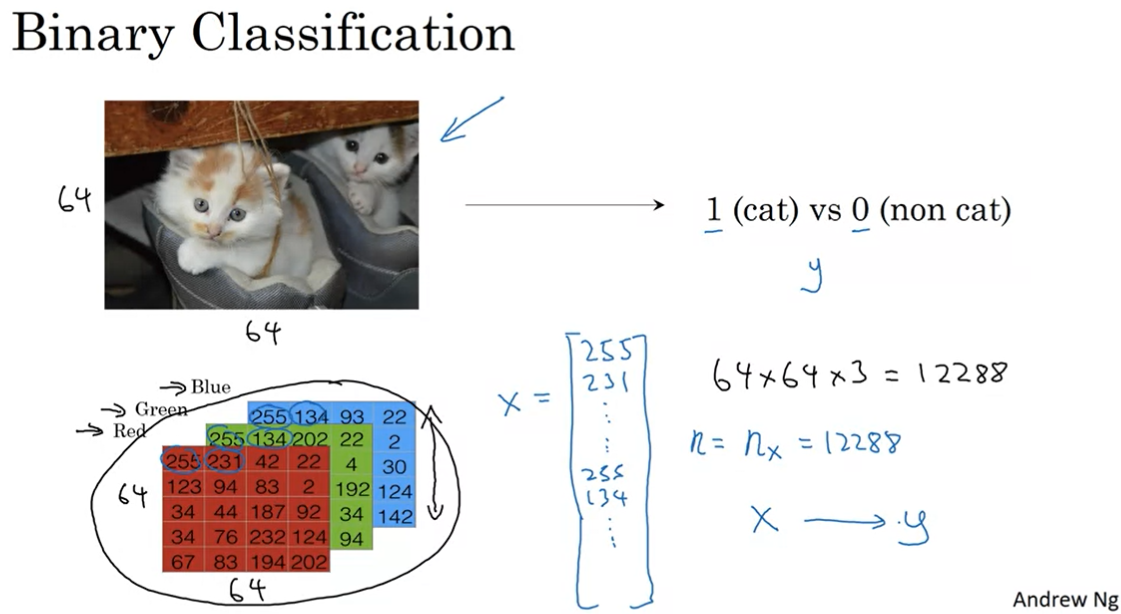 Binary Classification
64
64
1 (cat) vs 0 (non cat)
y
Blue
Green
Red
255 134 93 22
255 134 202 22 2
255 231 42 22 4 30
123 94 83 2 192 124
34 44 187 92 34 142
34 76 232 124 94
67 83 194 202
64
64
x =
255
231
⋮
⋮
255
134
⋮
64×64×3 = 12288
n = nₓ = 12288
x → y
Andrew Ng